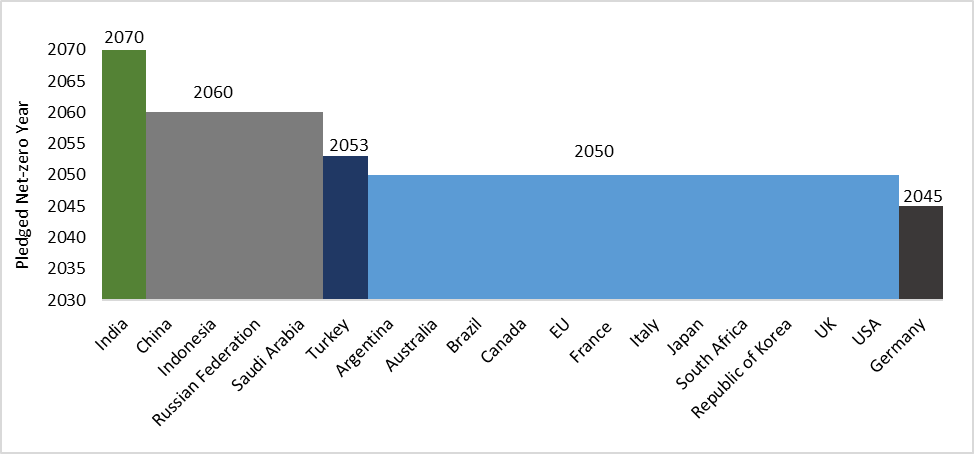 2070
2060
2053
2050
2045
Pledged Net-zero Year
2070
2065
2060
2055
2050
2045
2040
2035
2030
India
China
Indonesia
Russian Federation
Saudi Arabia
Turkey
Argentina
Australia
Brazil
Canada
EU
France
Italy
Japan
South Africa
Republic of Korea
UK
USA
Germany